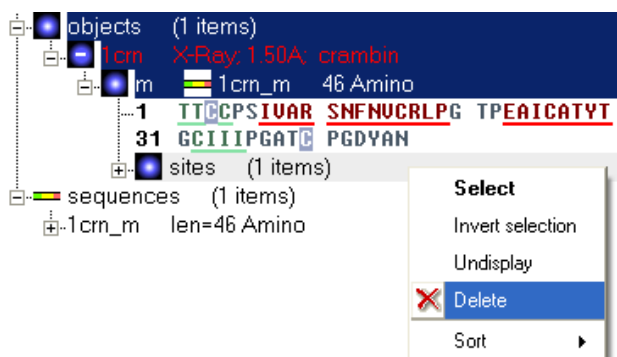 objects (1 items)
1crn X-Ray; 1.50A; crambin
m 1crn_m 46 Amino
1 TTCCPSIVAR SNFNVCRLPG TPEAICATYT
31 GCIIIPGATC PGDYAN
sites (1 items)
sequences (1 items)
1crn_m len=46 Amino
Select
Invert selection
Undisplay
Delete
Sort